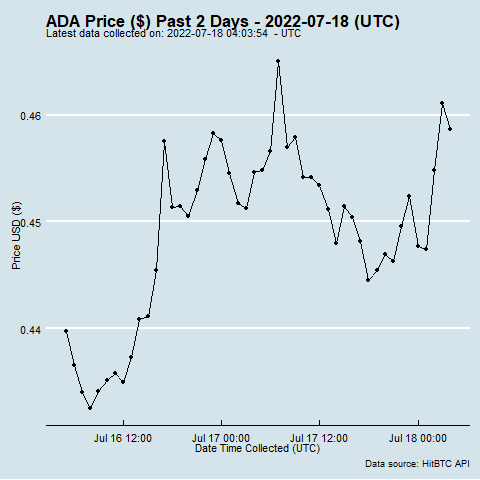 ADA Price ($) Past 2 Days - 2022-07-18 (UTC)
Latest data collected on: 2022-07-18 04:03:54 - UTC
0.46
0.45
0.44
Price USD ($)
Jul 16 12:00 Jul 17 00:00 Jul 17 12:00 Jul 18 00:00
Date Time Collected (UTC)
Data source: HitBTC API